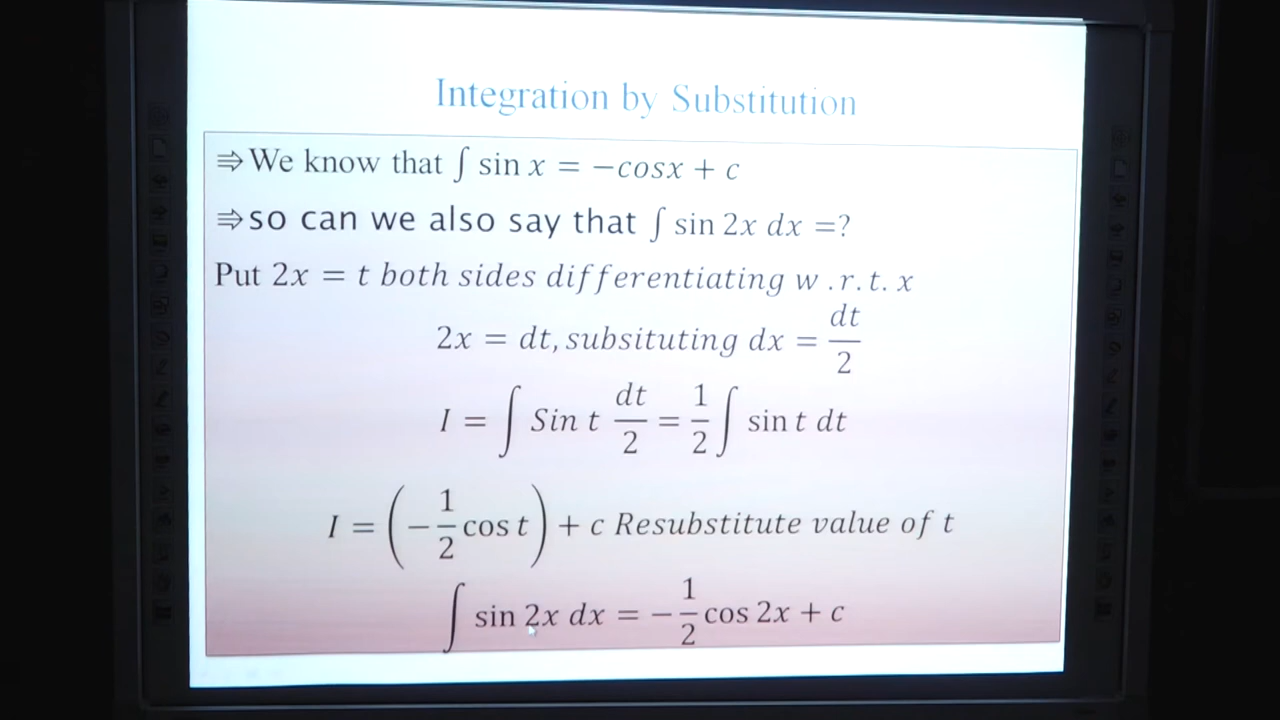 Integration by Substitution
⇒We know that ∫ sin x = −cosx + c
⇒so can we also say that ∫ sin 2x dx =?
Put 2x = t both sides differentiating w .r.t. x
2x = dt, subsituting dx = dt/2
I = ∫ Sin t dt/2 = 1/2 ∫ sin t dt
I = (−1/2 cos t) + c Resubstitute value of t
∫ sin 2x dx = −1/2 cos 2x + c